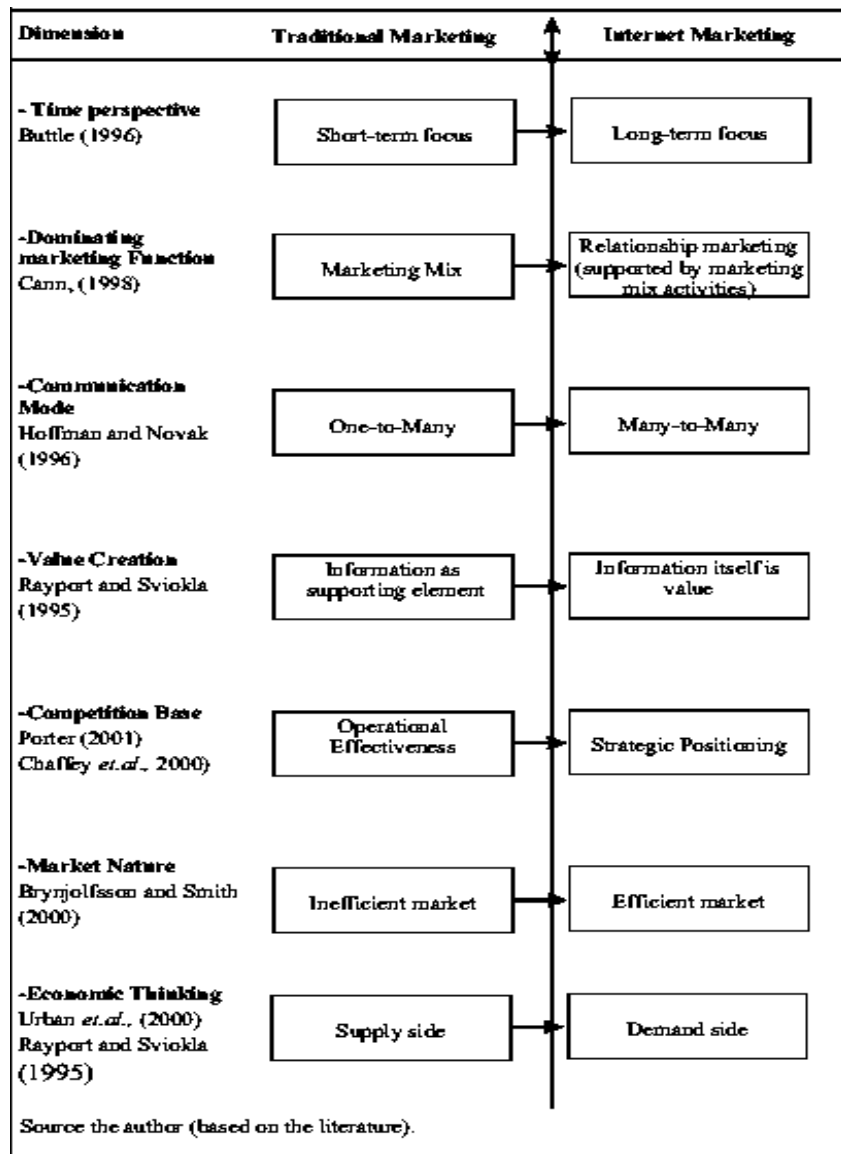 Dimension Traditional Marketing Internet Marketing
- Time perspective
Buttle (1996)
Short-term focus
Long-term focus
-Dominating
marketing Function
Cann, (1998)
Marketing Mix
Relationship marketing
(supported by marketing
mix activities)
-Communication
Mode
Hoffman and Novak
(1996)
One-to-Many
Many-to-Many
-Value Creation
Rayport and Sviokla
(1995)
Information as
supporting element
Information itself is
value
-Competition Base
Porter (2001)
Chaffey et.al., 2000)
Operational
Effectiveness
Strategic Positioning
-Market Nature
Brynjolfsson and Smith
(2000)
Inefficient market
Efficient market
-Economic Thinking
Urban et.al., (2000)
Rayport and Sviokla
(1995)
Supply side
Demand side
Source the author (based on the literature).